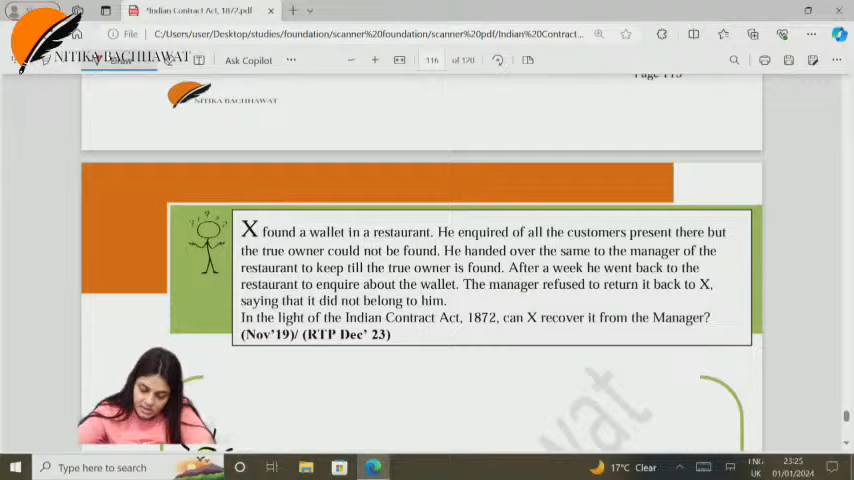 *Indian Contract Act, 1872.pdf
File
C:/Users/user/Desktop/studies/foundation/scanner%20foundation/scanner%20pdf/Indian%20Contract...
NITIKA BACHHAWAT
Draw
Ask Copilot
116 of 120
NITIKA BACHHAWAT
Page 115
X found a wallet in a restaurant. He enquired of all the customers present there but
the true owner could not be found. He handed over the same to the manager of the
restaurant to keep till the true owner is found. After a week he went back to the
restaurant to enquire about the wallet. The manager refused to return it back to X,
saying that it did not belong to him.
In the light of the Indian Contract Act, 1872, can X recover it from the Manager?
(Nov'19)/ (RTP Dec' 23)
wat
Type here to search
17°C Clear
ENG
UK
23:25
01/01/2024